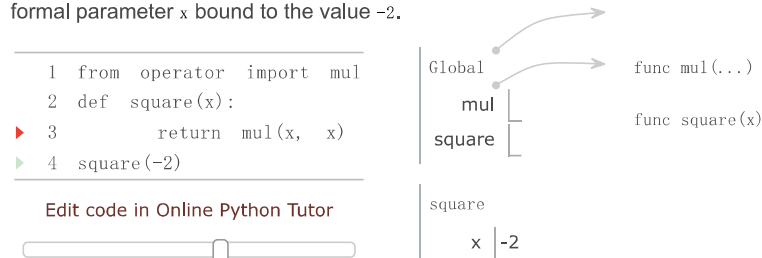 formal parameter x bound to the value -2.
1 from operator import mul
2 def square(x):
3 return mul(x, x)
4 square(-2)
Edit code in Online Python Tutor
Global
mul
square
func mul(...)
func square(x)
square
x -2